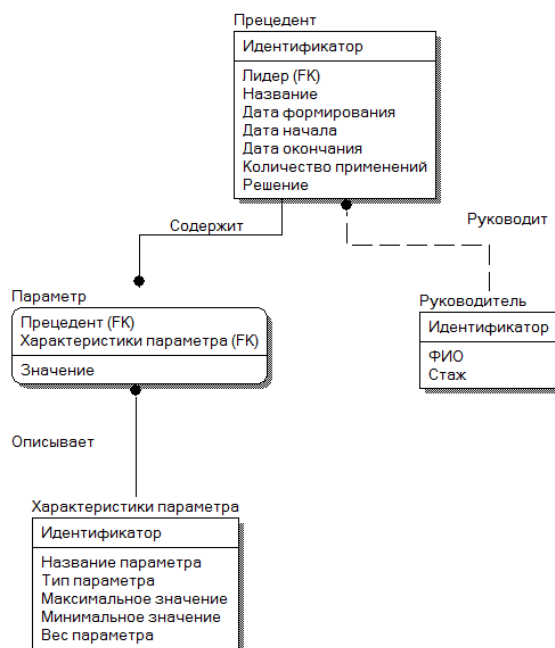 Прецедент
Идентификатор
Лидер (FK)
Название
Дата формирования
Дата начала
Дата окончания
Количество применений
Решение
Содержит
Руководит
Параметр
Прецедент (FK)
Характеристики параметра (FK)
Значение
Руководитель
Идентификатор
ФИО
Стаж
Описывает
Характеристики параметра
Идентификатор
Название параметра
Тип параметра
Максимальное значение
Минимальное значение
Вес параметра